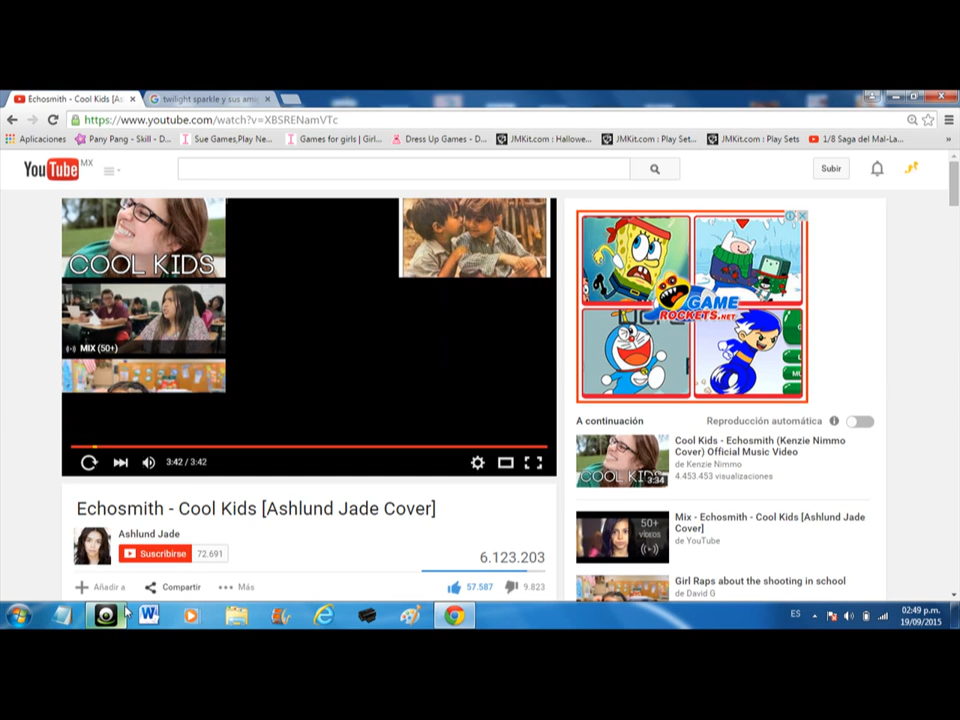 Echosmith - Cool Kids [As
twilight sparkle y sus ami
https://www.youtube.com/watch?v=XBSRENamVTc
Aplicaciones
Pany Pang - Skill - D...
Sue Games,Play Ne...
Games for girls | Girl...
Dress Up Games - D...
JMKit.com : Hallowe...
JMKit.com : Play Set...
JMKit.com : Play Sets
1/8 Saga del Mal-La...
YouTube MX
Subir
COOL KIDS
MIX (50+)
3:42 / 3:42
GAME
ROCKETS.NET
A continuación
Reproducción automática
COOL KIDS
3:34
Cool Kids - Echosmith (Kenzie Nimmo
Cover) Official Music Video
de Kenzie Nimmo
4.453.453 visualizaciones
Echosmith - Cool Kids [Ashlund Jade Cover]
Ashlund Jade
Suscribirse
72.691
6.123.203
Añadir a
Compartir
Más
57.587
9.823
50+
VIDEOS
Mix - Echosmith - Cool Kids [Ashlund Jade
Cover]
de YouTube
Girl Raps about the shooting in school
de David G
ES
02:49 p.m.
19/09/2015